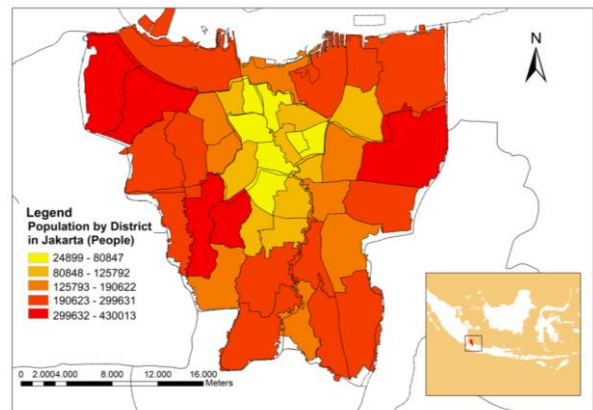 N
Legend
Population by District
in Jakarta (People)
24899 - 80847
80848 - 125792
125793 - 190622
190623 - 299631
299632 - 430013
0 2.0004.000 8.000 12.000 16.000
Meters